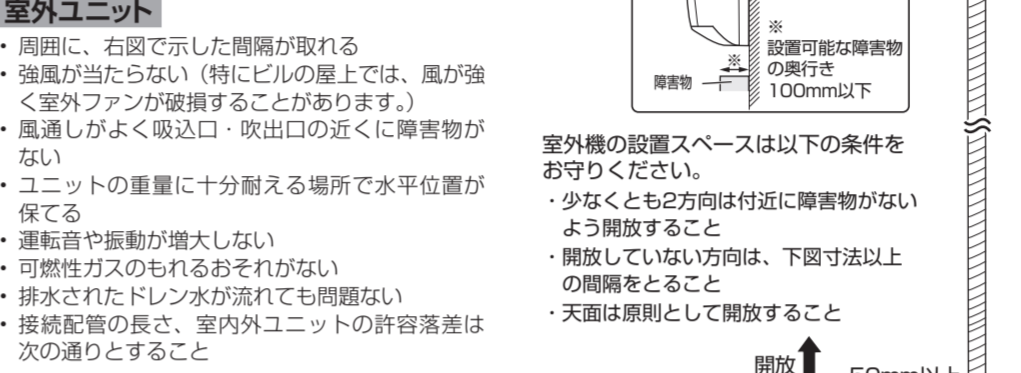 室外ユニット
• 周囲に、右図で示した間隔が取れる
• 強風が当たらない（特にビルの屋上では、風が強
く室外ファンが破損することがあります。）
• 風通しがよく吸込口・吹出口の近くに障害物が
ない
• ユニットの重量に十分耐える場所で水平位置が
保てる
• 運転音や振動が増大しない
• 可燃性ガスのもれるおそれがない
• 排水されたドレン水が流れても問題ない
• 接続配管の長さ、室内外ユニットの許容落差は
次の通りとすること
※
設置可能な障害物
の奥行き
100mm以下
※
障害物
室外機の設置スペースは以下の条件を
お守りください。
・少なくとも2方向は付近に障害物がない
よう開放すること
・開放していない方向は、下図寸法以上
の間隔をとること
・天面は原則として開放すること
開放
50mm以上